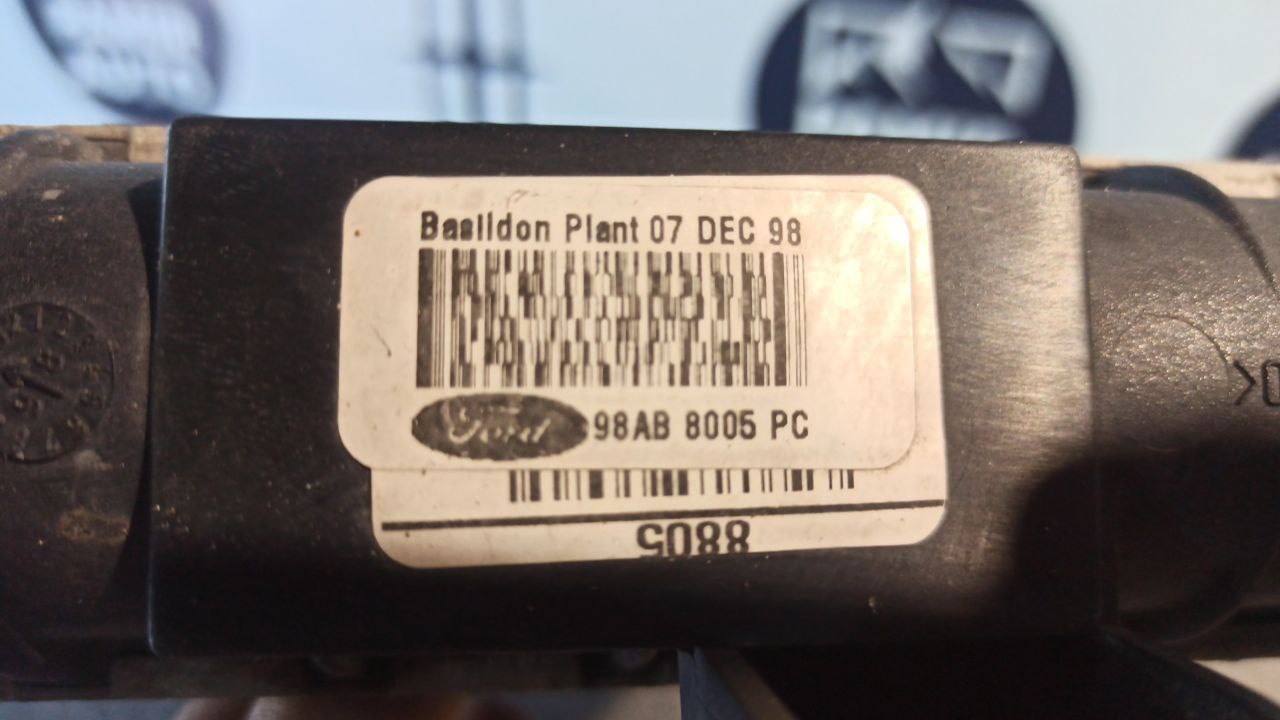 Basildon Plant 07 DEC 98
Ford
98AB 8005 PC
8805